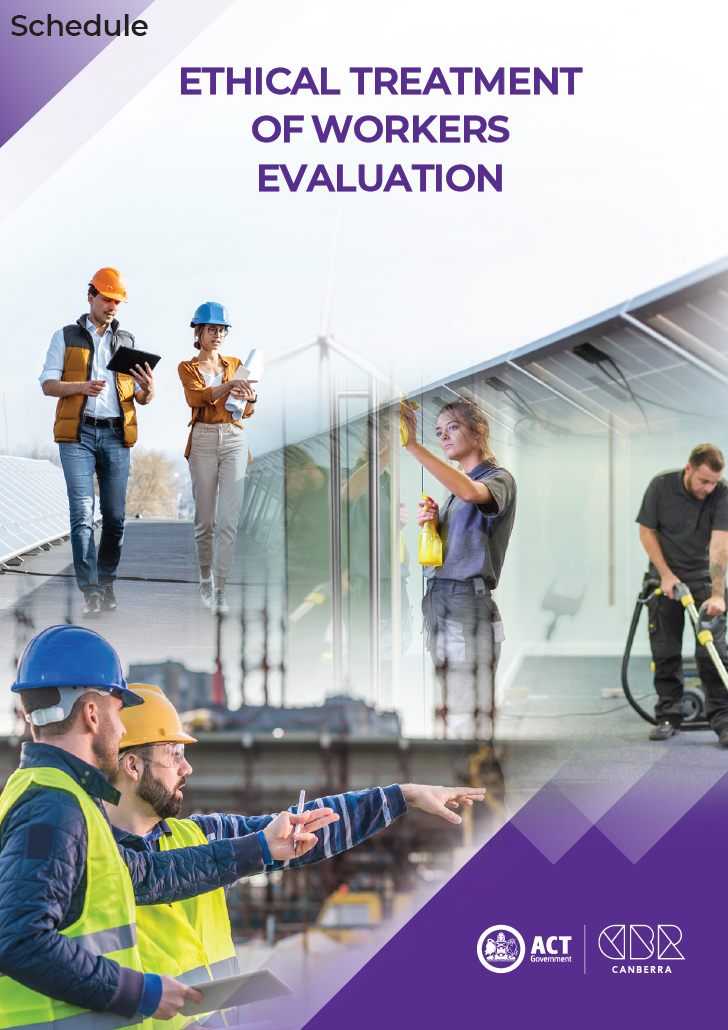 Schedule
ETHICAL TREATMENT
OF WORKERS
EVALUATION
ACT
Government
CBR
CANBERRA